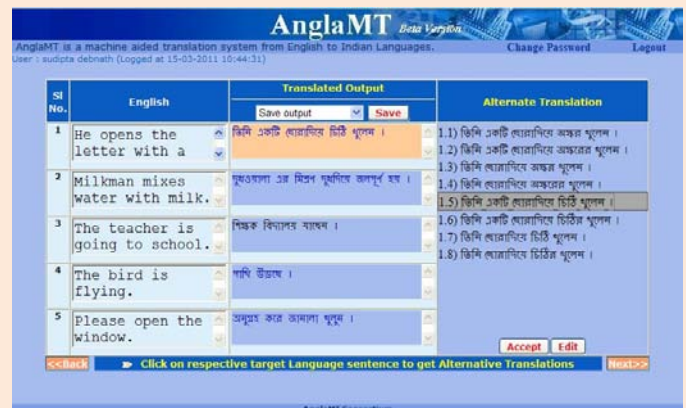 AnglaMT Beta Version
AnglaMT is a machine aided translation system from English to Indian Languages.
Change Password Logout
User : sudipta debnath (Logged at 15-03-2011 10:44:31)
Sl No.
English
Translated Output
Save output Save
Alternate Translation
1
He opens the
letter with a
তিনি একটি ছোরাদিয়ে চিঠি খুলেন ।
2
Milkman mixes
water with milk.
দুধওয়ালা এর মিশ্রণ দুধদিয়ে জলপূর্ণ হয় ।
3
The teacher is
going to school.
শিক্ষক বিদ্যালয় যাচ্ছেন ।
4
The bird is
flying.
পাখি উড়ছে ।
5
Please open the
window.
অনুগ্রহ করে জানালা খুলুন ।
1.1) তিনি একটি ছোরাদিয়ে অক্ষর খুলেন ।
1.2) তিনি একটি ছোরাদিয়ে অক্ষরের খুলেন ।
1.3) তিনি ছোরাদিয়ে অক্ষর খুলেন ।
1.4) তিনি ছোরাদিয়ে অক্ষরের খুলেন ।
1.5) তিনি একটি ছোরাদিয়ে চিঠি খুলেন ।
1.6) তিনি একটি ছোরাদিয়ে চিঠির খুলেন ।
1.7) তিনি ছোরাদিয়ে চিঠি খুলেন ।
1.8) তিনি ছোরাদিয়ে চিঠির খুলেন ।
Accept Edit
<<Back Click on respective target Language sentence to get Alternative Translations Next>>